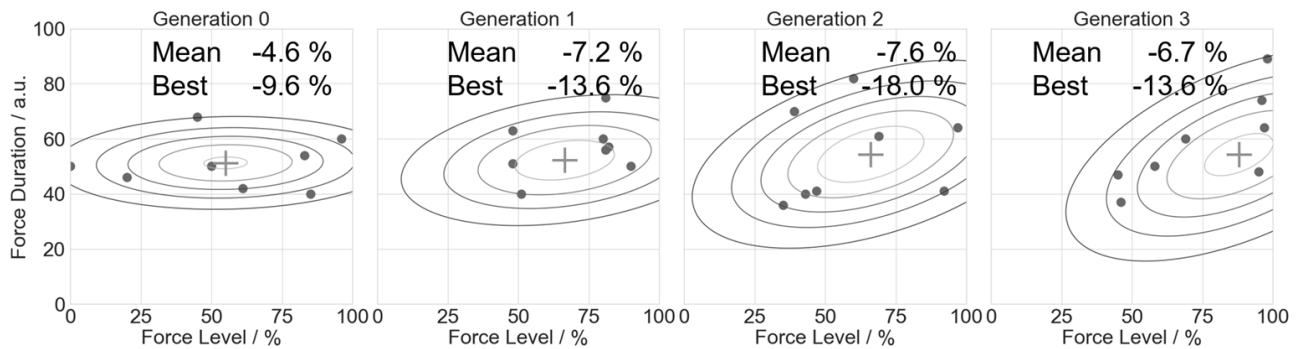 Generation 0 Generation 1 Generation 2 Generation 3
Mean -4.6 % Mean -7.2 % Mean -7.6 % Mean -6.7 %
Best -9.6 % Best -13.6 % Best -18.0 % Best -13.6 %
Force Duration / a.u.
100
80
60
40
20
0
0 25 50 75 100 0 25 50 75 100 0 25 50 75 100 0 25 50 75 100
Force Level / % Force Level / % Force Level / % Force Level / %